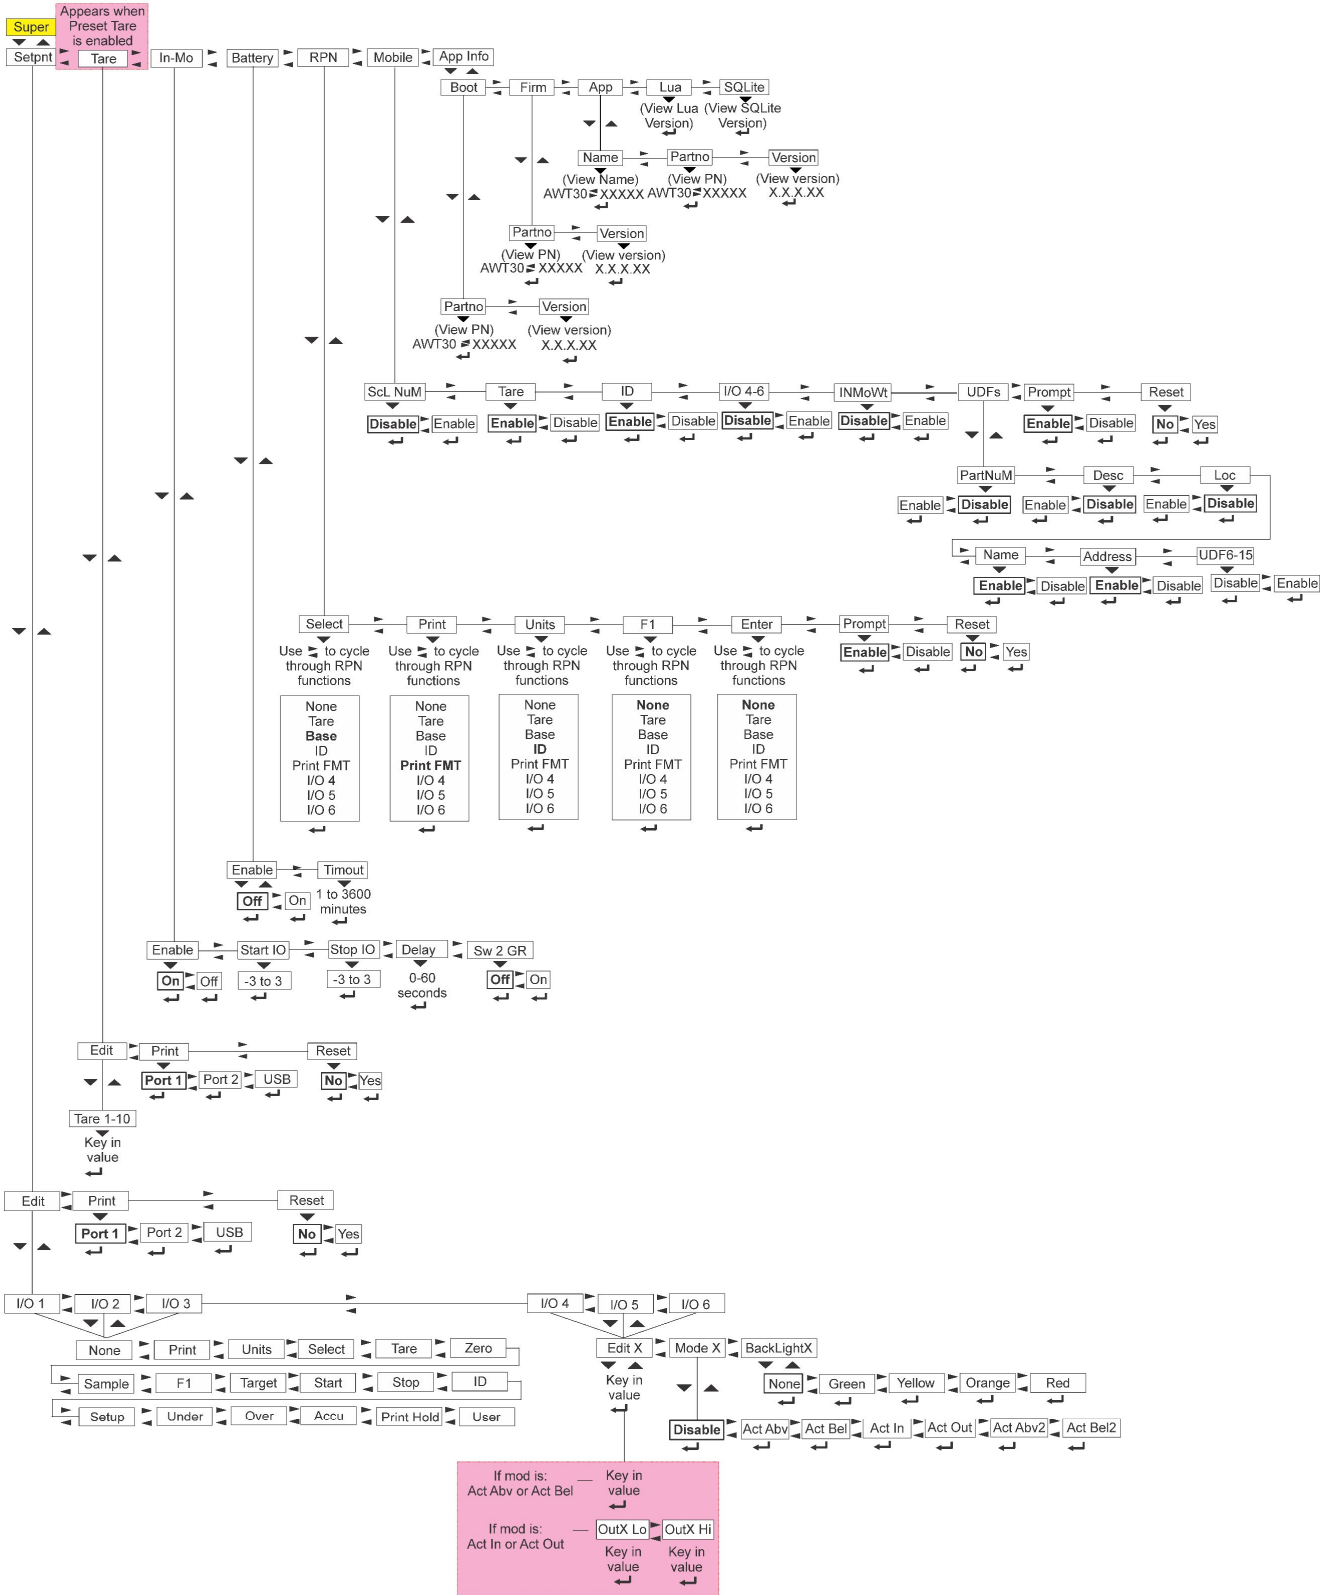 Appears when
Preset Tare
is enabled
Super
Setpnt Tare In-Mo Battery RPN Mobile App Info
Boot Firm App Lua SQLite
(View Lua
Version)
(View SQLite
Version)
Name Partno Version
(View Name)
AWT30 XXXXX
(View PN)
AWT30 XXXXX
(View version)
X.X.X.XX
Partno Version
(View PN)
AWT30 XXXXX
(View version)
X.X.X.XX
Partno Version
(View PN)
AWT30 XXXXX
(View version)
X.X.X.XX
ScL NuM Tare ID I/O 4-6 INMoWt UDFs Prompt Reset
Disable Enable Enable Disable Enable Disable Disable Enable Disable Enable Enable Disable No Yes
PartNuM Desc Loc
Enable Disable Enable Disable Enable Disable
Name Address UDF6-15
Enable Disable Enable Disable Disable Enable
Select Print Units F1 Enter Prompt Reset
Enable Disable No Yes
Use to cycle
through RPN
functions
None
Tare
Base
ID
Print FMT
I/O 4
I/O 5
I/O 6
Use to cycle
through RPN
functions
None
Tare
Base
ID
Print FMT
I/O 4
I/O 5
I/O 6
Use to cycle
through RPN
functions
None
Tare
Base
ID
Print FMT
I/O 4
I/O 5
I/O 6
Use to cycle
through RPN
functions
None
Tare
Base
ID
Print FMT
I/O 4
I/O 5
I/O 6
Use to cycle
through RPN
functions
None
Tare
Base
ID
Print FMT
I/O 4
I/O 5
I/O 6
Enable Timout
Off On
1 to 3600
minutes
Enable Start IO Stop IO Delay Sw 2 GR
On Off -3 to 3 -3 to 3
0-60
seconds
Off On
Edit Print Reset
Port 1 Port 2 USB No Yes
Tare 1-10
Key in
value
Edit Print Reset
Port 1 Port 2 USB No Yes
I/O 1 I/O 2 I/O 3 I/O 4 I/O 5 I/O 6
None Print Units Select Tare Zero
Sample F1 Target Start Stop ID
Setup Under Over Accu Print Hold User
Edit X Mode X BackLightX
Key in
value
None Green Yellow Orange Red
Disable Act Abv Act Bel Act In Act Out Act Abv2 Act Bel2
If mod is:
Act Abv or Act Bel
Key in
value
If mod is:
Act In or Act Out
OutX Lo OutX Hi
Key in
value
Key in
value